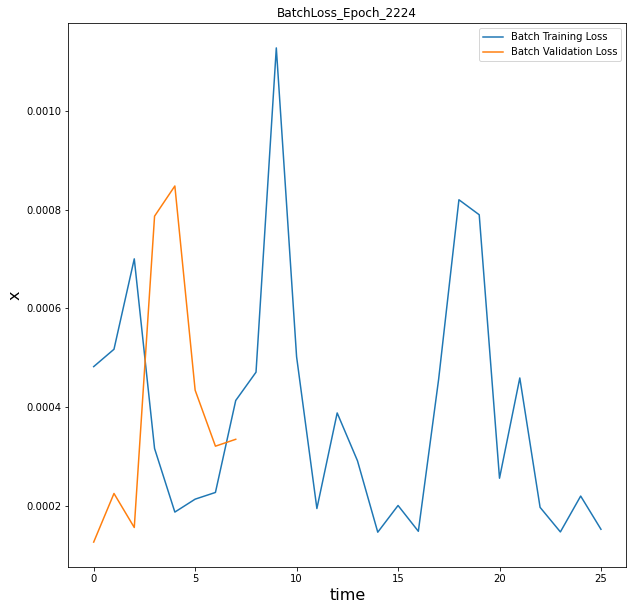 BatchLoss_Epoch_2224
Batch Training Loss
Batch Validation Loss
0.0010
0.0008
0.0006
0.0004
0.0002
x
0 5 10 15 20 25
time